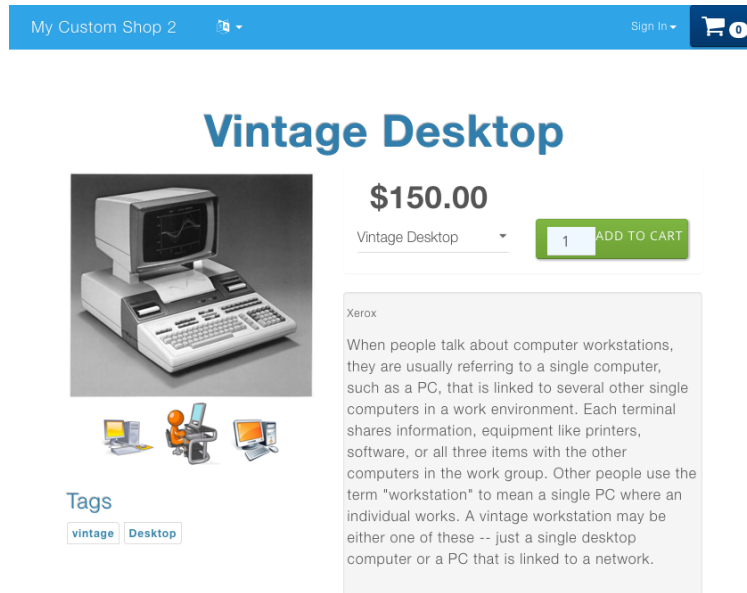 My Custom Shop 2
Sign In
0
Vintage Desktop
$150.00
Vintage Desktop
1
ADD TO CART
Xerox
When people talk about computer workstations,
they are usually referring to a single computer,
such as a PC, that is linked to several other single
computers in a work environment. Each terminal
shares information, equipment like printers,
software, or all three items with the other
computers in the work group. Other people use the
term "workstation" to mean a single PC where an
individual works. A vintage workstation may be
either one of these -- just a single desktop
computer or a PC that is linked to a network.
Tags
vintage
Desktop